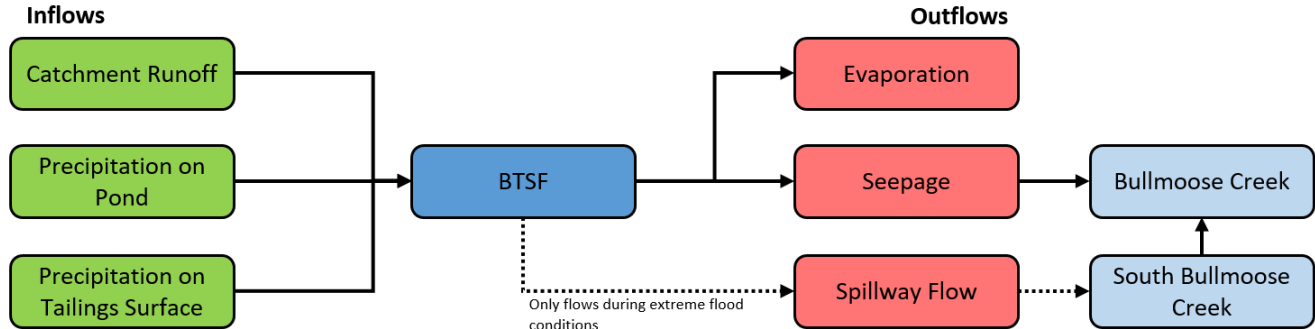 Inflows
Outflows
Catchment Runoff
Evaporation
Precipitation on
Pond
BTSF
Seepage
Bullmoose Creek
Precipitation on
Tailings Surface
Only flows during extreme flood
conditions
Spillway Flow
South Bullmoose
Creek